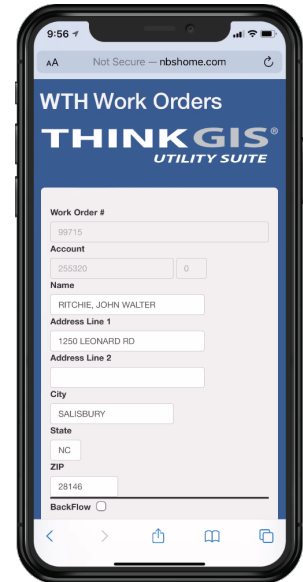 9:56
AA Not Secure — nbshome.com
WTH Work Orders
THINK GIS®
UTILITY SUITE
Work Order #
99715
Account
255320 0
Name
RITCHIE, JOHN WALTER
Address Line 1
1250 LEONARD RD
Address Line 2
City
SALISBURY
State
NC
ZIP
28146
BackFlow